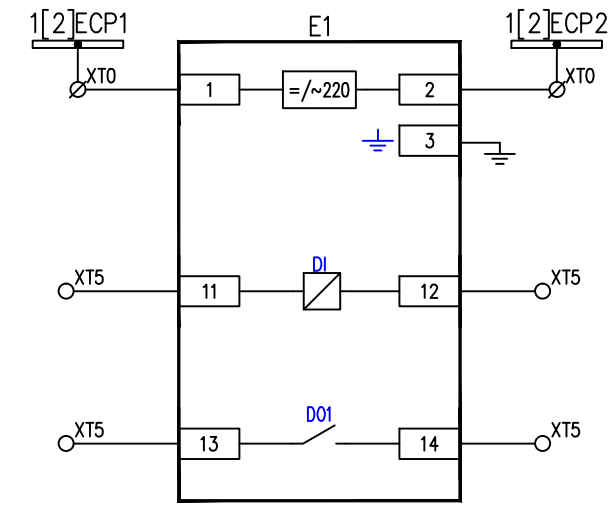 1[2]ECP1
E1
1[2]ECP2
XT0
1
=/~220
2
XT0
3
XT5
11
DI
12
XT5
XT5
13
DO1
14
XT5